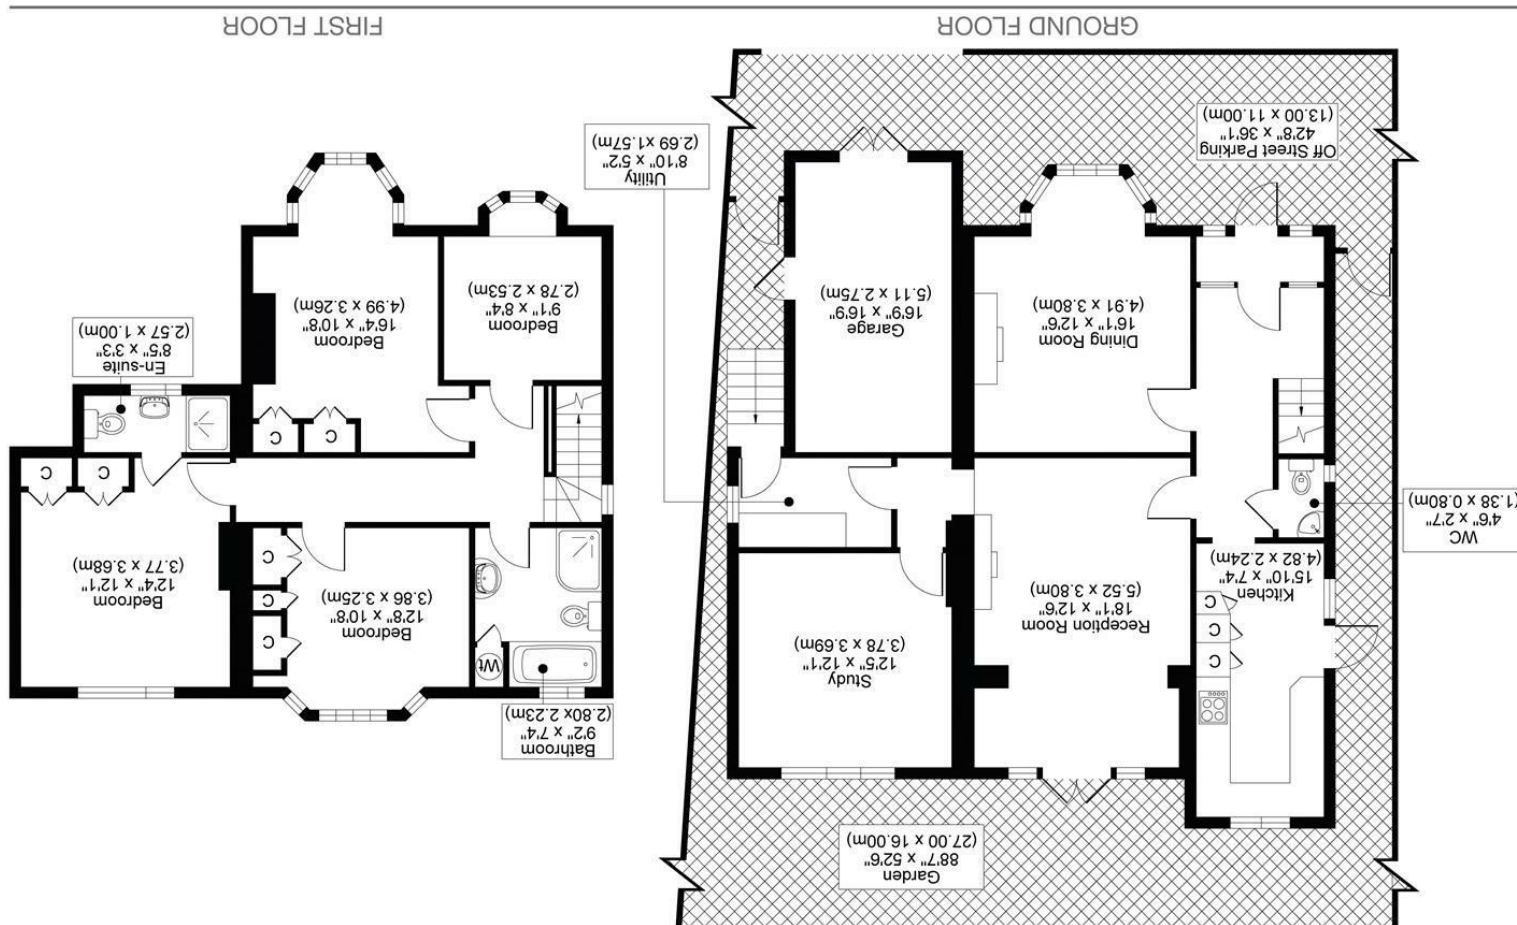 Garden
88'7" x 52'6"
(27.00 x 16.00m)
C
C
C
Kitchen
15'10" x 7'4"
(4.82 x 2.24m)
Reception Room
18'1" x 12'6"
(5.52 x 3.80m)
Study
12'5" x 12'1"
(3.78 x 3.69m)
WC
4'6" x 2'7"
(1.38 x 0.80m)
Dining Room
16'1" x 12'6"
(4.91 x 3.80m)
Garage
16'9" x 16'9"
(5.11 x 2.75m)
Utility
8'10" x 5'2"
(2.69 x1.57m)
Off Street Parking
42'8" x 36'1"
(13.00 x 11.00m)
GROUND FLOOR
Bathroom
9'2" x 7'4"
(2.80x 2.23m)
Wt
Bedroom
12'8" x 10'8"
(3.86 x 3.25m)
C
C
C
Bedroom
12'4" x 12'1"
(3.77 x 3.68m)
C
C
C
C
Bedroom
9'1" x 8'4"
(2.78 x 2.53m)
Bedroom
16'4" x 10'8"
(4.99 x 3.26m)
En-suite
8'5" x 3'3"
(2.57 1.00m)
FIRST FLOOR